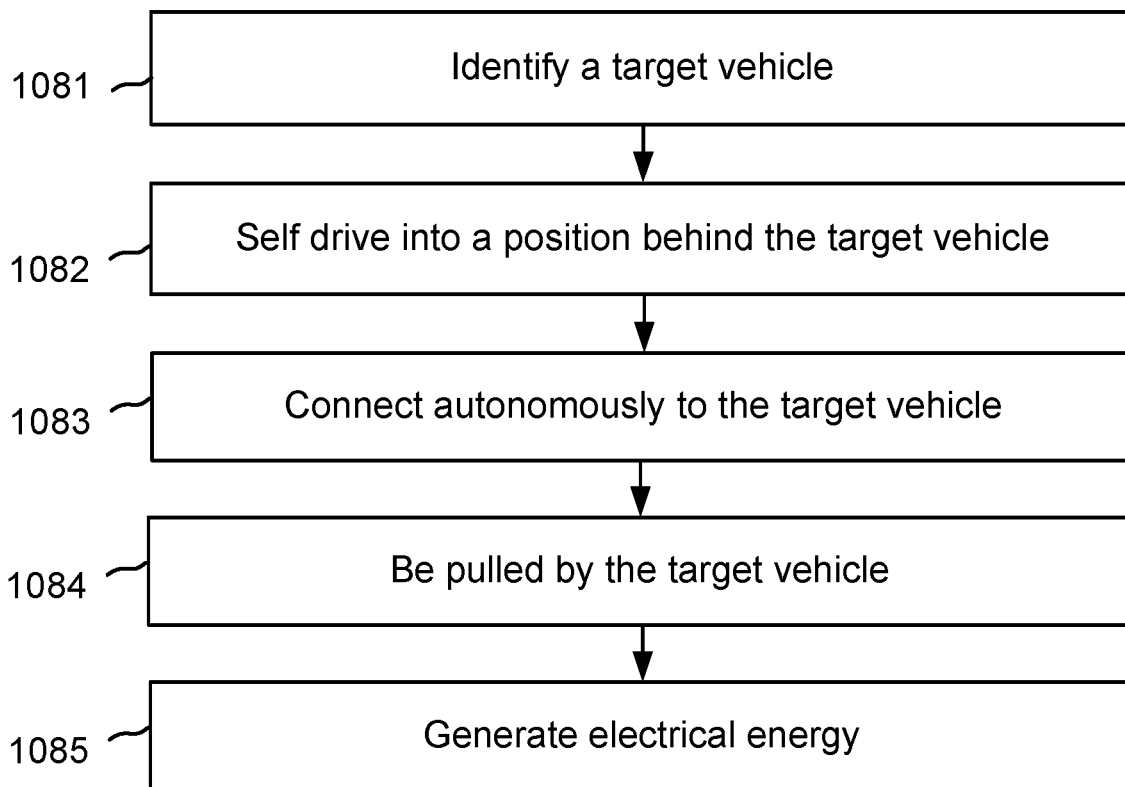 1081
Identify a target vehicle
1082
Self drive into a position behind the target vehicle
1083
Connect autonomously to the target vehicle
1084
Be pulled by the target vehicle
1085
Generate electrical energy